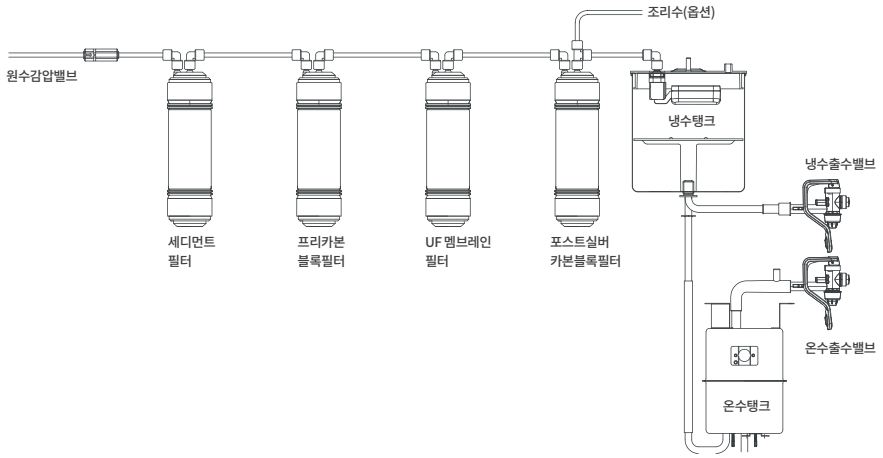 조리수(옵션)
원수감압밸브
냉수탱크
냉수출수밸브
세디먼트
필터
프리카본
블록필터
UF 멤브레인
필터
포스트실버
카본블록필터
온수출수밸브
온수탱크